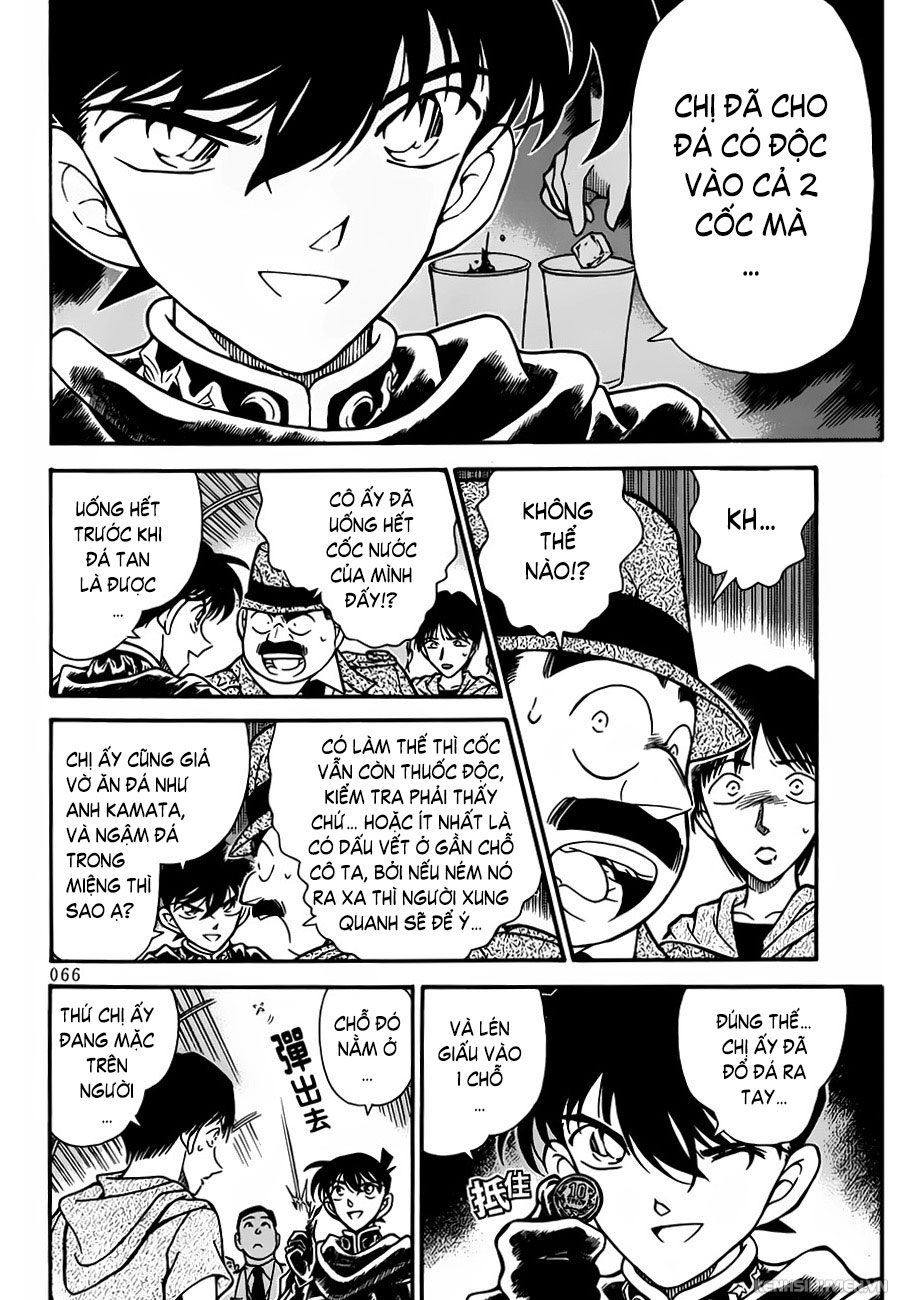 CHỊ ĐÃ CHO
ĐÁ CÓ ĐỘC
VÀO CẢ 2
CỐC MÀ
...
KH...
KHÔNG
THỂ
NÀO!?
CÔ ẤY ĐÃ
UỐNG HẾT
CỐC NƯỚC
CỦA MÌNH
ĐẤY!?
UỐNG HẾT
TRƯỚC KHI
ĐÁ TAN
LÀ ĐƯỢC
...
CÓ LÀM THẾ THÌ CỐC
VẪN CÒN THUỐC ĐỘC,
KIỂM TRA PHẢI THẤY
CHỨ... HOẶC ÍT NHẤT LÀ
CÓ DẤU VẾT Ở GẦN CHỖ
CÔ TA, BỞI NẾU NÉM NÓ
RA XA THÌ NGƯỜI XUNG
QUANH SẼ ĐỂ Ý...
CHỊ ẤY CŨNG GIẢ
VỜ ĂN ĐÁ NHƯ
ANH KAMATA,
VÀ NGẬM ĐÁ
TRONG
MIỆNG THÌ
SAO Ạ?
066
ĐÚNG THẾ...
CHỊ ẤY ĐÃ
ĐỔ ĐÁ RA
TAY...
VÀ LÉN
GIẤU VÀO
1 CHỖ
...
抵住
10
CHỖ ĐÓ
NẰM Ở
...
彈出去
THỨ CHỊ ẤY
ĐANG MẶC
TRÊN
NGƯỜI
...